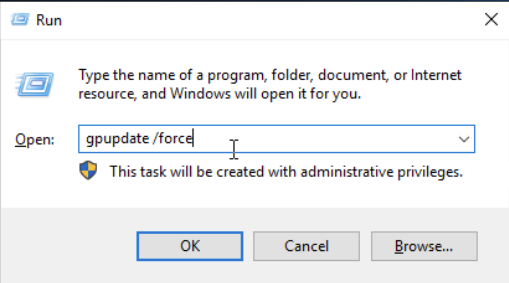 Run
Type the name of a program, folder, document, or Internet
resource, and Windows will open it for you.
Open: gpupdate /force
This task will be created with administrative privileges.
OK Cancel Browse...